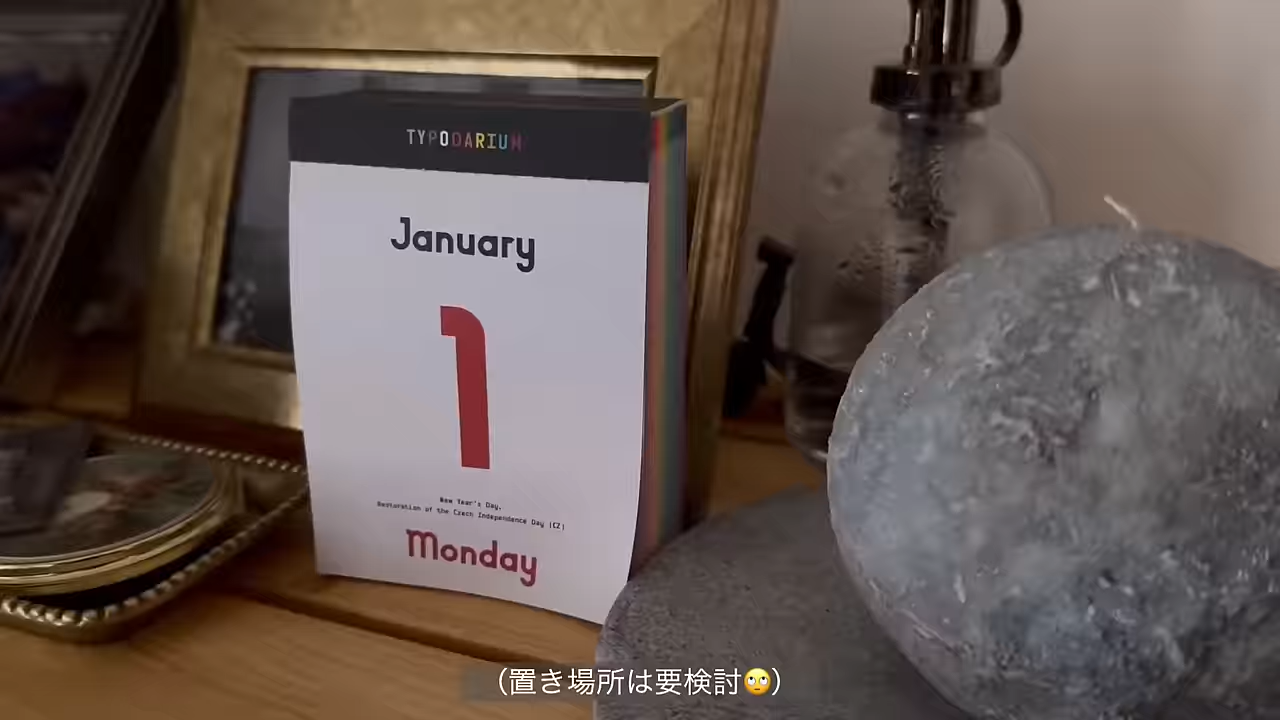 TYPODARIUM
January
1
New Year's Day,
Restoration of the Czech Independence Day (CZ)
Monday
（置き場所は要検討🙄）